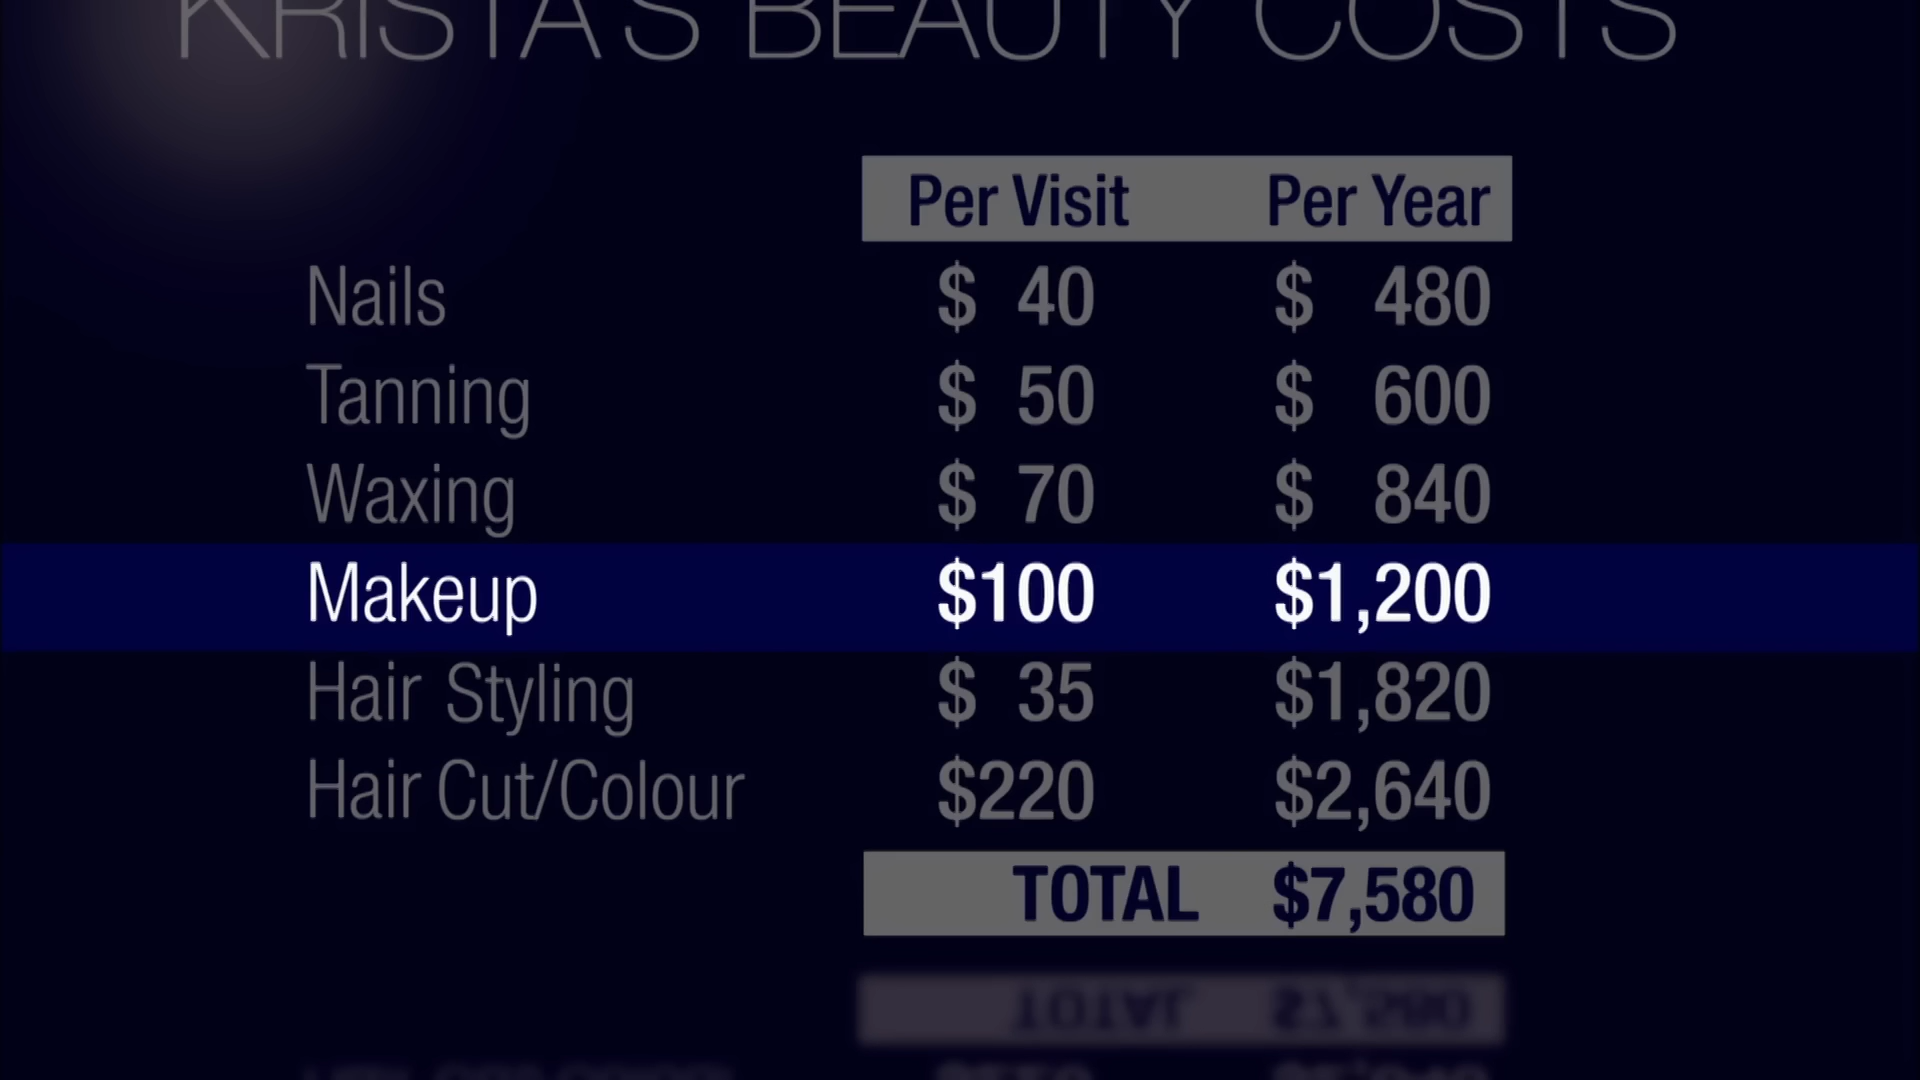 KRISTA'S BEAUTY COSTS
Per Visit Per Year
Nails $ 40 $ 480
Tanning $ 50 $ 600
Waxing $ 70 $ 840
Makeup $100 $1,200
Hair Styling $ 35 $1,820
Hair Cut/Colour $220 $2,640
TOTAL $7,580